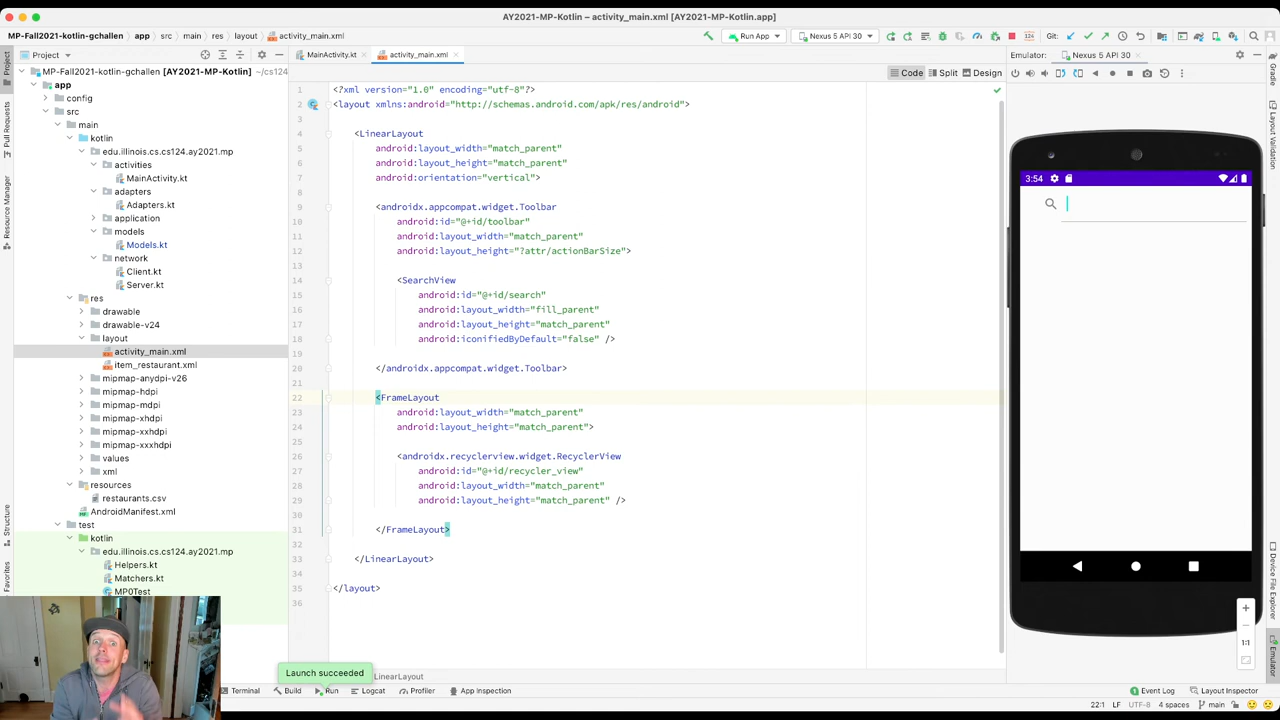 AY2021-MP-Kotlin – activity_main.xml [AY2021-MP-Kotlin.app]
MP-Fall2021-kotlin-gchallen
app
src
main
res
layout
activity_main.xml
Run App
Nexus 5 API 30
Git:
Project
MainActivity.kt
activity_main.xml
Emulator:
Nexus 5 API 30
Code
Split
Design
MP-Fall2021-kotlin-gchallen [AY2021-MP-Kotlin] ~/cs124
app
config
src
main
kotlin
edu.illinois.cs.cs124.ay2021.mp
activities
MainActivity.kt
adapters
Adapters.kt
application
models
Models.kt
network
Client.kt
Server.kt
res
drawable
drawable-v24
layout
activity_main.xml
item_restaurant.xml
mipmap-anydpi-v26
mipmap-hdpi
mipmap-mdpi
mipmap-xhdpi
mipmap-xxhdpi
mipmap-xxxhdpi
values
xml
resources
restaurants.csv
AndroidManifest.xml
test
kotlin
edu.illinois.cs.cs124.ay2021.mp
Helpers.kt
Matchers.kt
MP0Test
Project
Pull Requests
Resource Manager
Structure
Favorites
1 <?xml version="1.0" encoding="utf-8"?>
2 <layout xmlns:android="http://schemas.android.com/apk/res/android">
3
4 <LinearLayout
5 android:layout_width="match_parent"
6 android:layout_height="match_parent"
7 android:orientation="vertical">
8
9 <androidx.appcompat.widget.Toolbar
10 android:id="@+id/toolbar"
11 android:layout_width="match_parent"
12 android:layout_height="?attr/actionBarSize">
13
14 <SearchView
15 android:id="@+id/search"
16 android:layout_width="fill_parent"
17 android:layout_height="match_parent"
18 android:iconifiedByDefault="false" />
19
20 </androidx.appcompat.widget.Toolbar>
21
22 <FrameLayout
23 android:layout_width="match_parent"
24 android:layout_height="match_parent">
25
26 <androidx.recyclerview.widget.RecyclerView
27 android:id="@+id/recycler_view"
28 android:layout_width="match_parent"
29 android:layout_height="match_parent" />
30
31 </FrameLayout>
32
33 </LinearLayout>
34
35 </layout>
36
3:54
1:1
Gradle
Layout Validation
Device File Explorer
Emulator
Launch succeeded
LinearLayout
Terminal
Build
Run
Logcat
Profiler
App Inspection
Event Log
Layout Inspector
22:1
LF
UTF-8
4 spaces
main